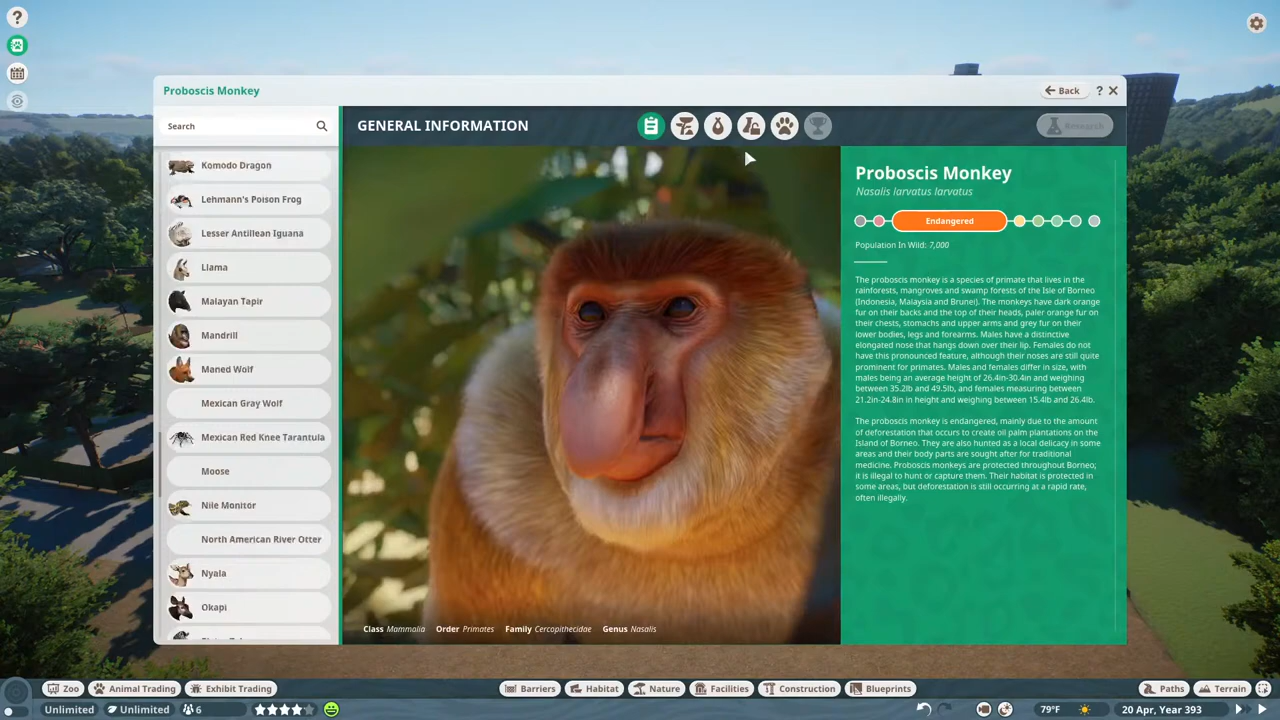 Proboscis Monkey
Back
?
Search
GENERAL INFORMATION
Research
Komodo Dragon
Lehmann's Poison Frog
Lesser Antillean Iguana
Llama
Malayan Tapir
Mandrill
Maned Wolf
Mexican Gray Wolf
Mexican Red Knee Tarantula
Moose
Nile Monitor
North American River Otter
Nyala
Okapi
Proboscis Monkey
Nasalis larvatus larvatus
Endangered
Population In Wild: 7,000
The proboscis monkey is a species of primate that lives in the
rainforests, mangroves and swamp forests of the Isle of Borneo
(Indonesia, Malaysia and Brunei). The monkeys have dark orange
fur on their backs and the top of their heads, paler orange fur on
their chests, stomachs and upper arms and grey fur on their
lower bodies, legs and forearms. Males have a distinctive
elongated nose that hangs down over their lip. Females do not
have this pronounced feature, although their noses are still quite
prominent for primates. Males and females differ in size, with
males being an average height of 26.4in-30.4in and weighing
between 35.2lb and 49.5lb, and females measuring between
21.2in-24.8in in height and weighing between 15.4lb and 26.4lb.
The proboscis monkey is endangered, mainly due to the amount
of deforestation that occurs to create oil palm plantations on the
Island of Borneo. They are also hunted as a local delicacy in some
areas and their body parts are sought after for traditional
medicine. Proboscis monkeys are protected throughout Borneo;
it is illegal to hunt or capture them. Their habitat is protected in
some areas, but deforestation is still occurring at a rapid rate,
often illegally.
Class Mammalia Order Primates Family Cercopithecidae Genus Nasalis
Zoo
Animal Trading
Exhibit Trading
Barriers
Habitat
Nature
Facilities
Construction
Blueprints
Paths
Terrain
Unlimited
Unlimited
6
79°F
20 Apr, Year 393